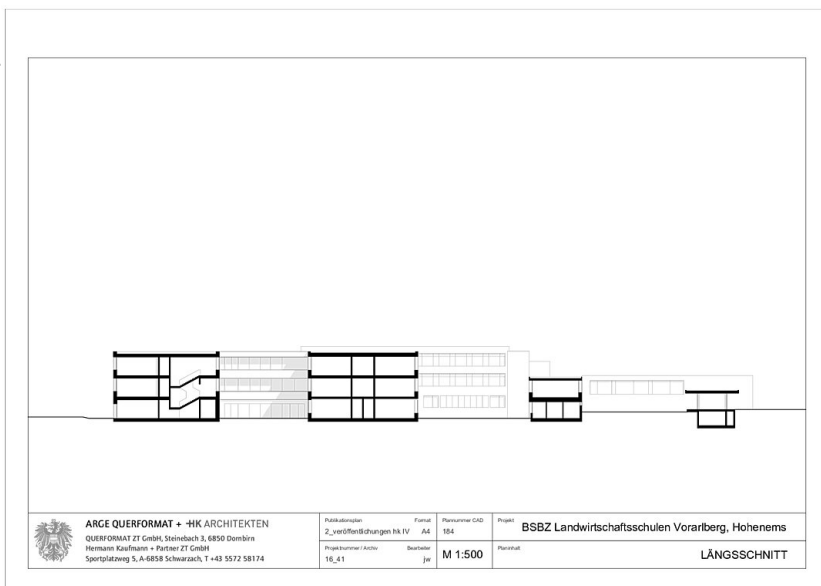 ARGE QUERFORMAT + HK ARCHITEKTEN
QUERFORMAT ZT GmbH, Steinebach 3, 6850 Dornbirn
Hermann Kaufmann + Partner ZT GmbH
Sportplatzweg 5, A-6858 Schwarzach, T +43 5572 58174
Publikationsplan Format
2_veröffentlichungen hk IV A4
Projektnummer / Archiv Bearbeiter
16_41 jw
Plannummer CAD
184
M 1:500
Projekt
BSBZ Landwirtschaftsschulen Vorarlberg, Hohenems
Planinhalt
LÄNGSSCHNITT